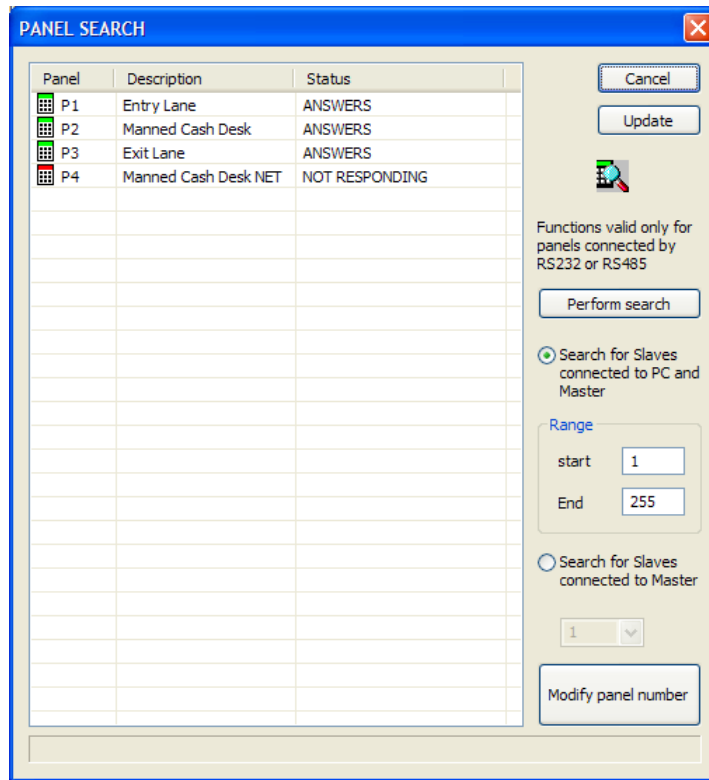 PANEL SEARCH
Panel Description Status
P1 Entry Lane ANSWERS
P2 Manned Cash Desk ANSWERS
P3 Exit Lane ANSWERS
P4 Manned Cash Desk NET NOT RESPONDING
Cancel
Update
Functions valid only for
panels connected by
RS232 or RS485
Perform search
Search for Slaves
connected to PC and
Master
Range
start 1
End 255
Search for Slaves
connected to Master
1
Modify panel number